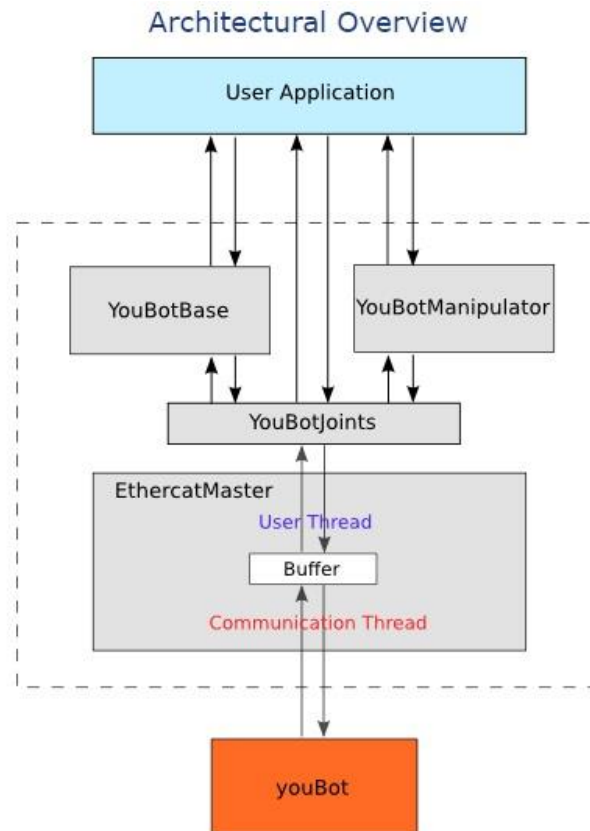 Architectural Overview
User Application
YouBotBase
YouBotManipulator
YouBotJoints
EthercatMaster
User Thread
Buffer
Communication Thread
youBot